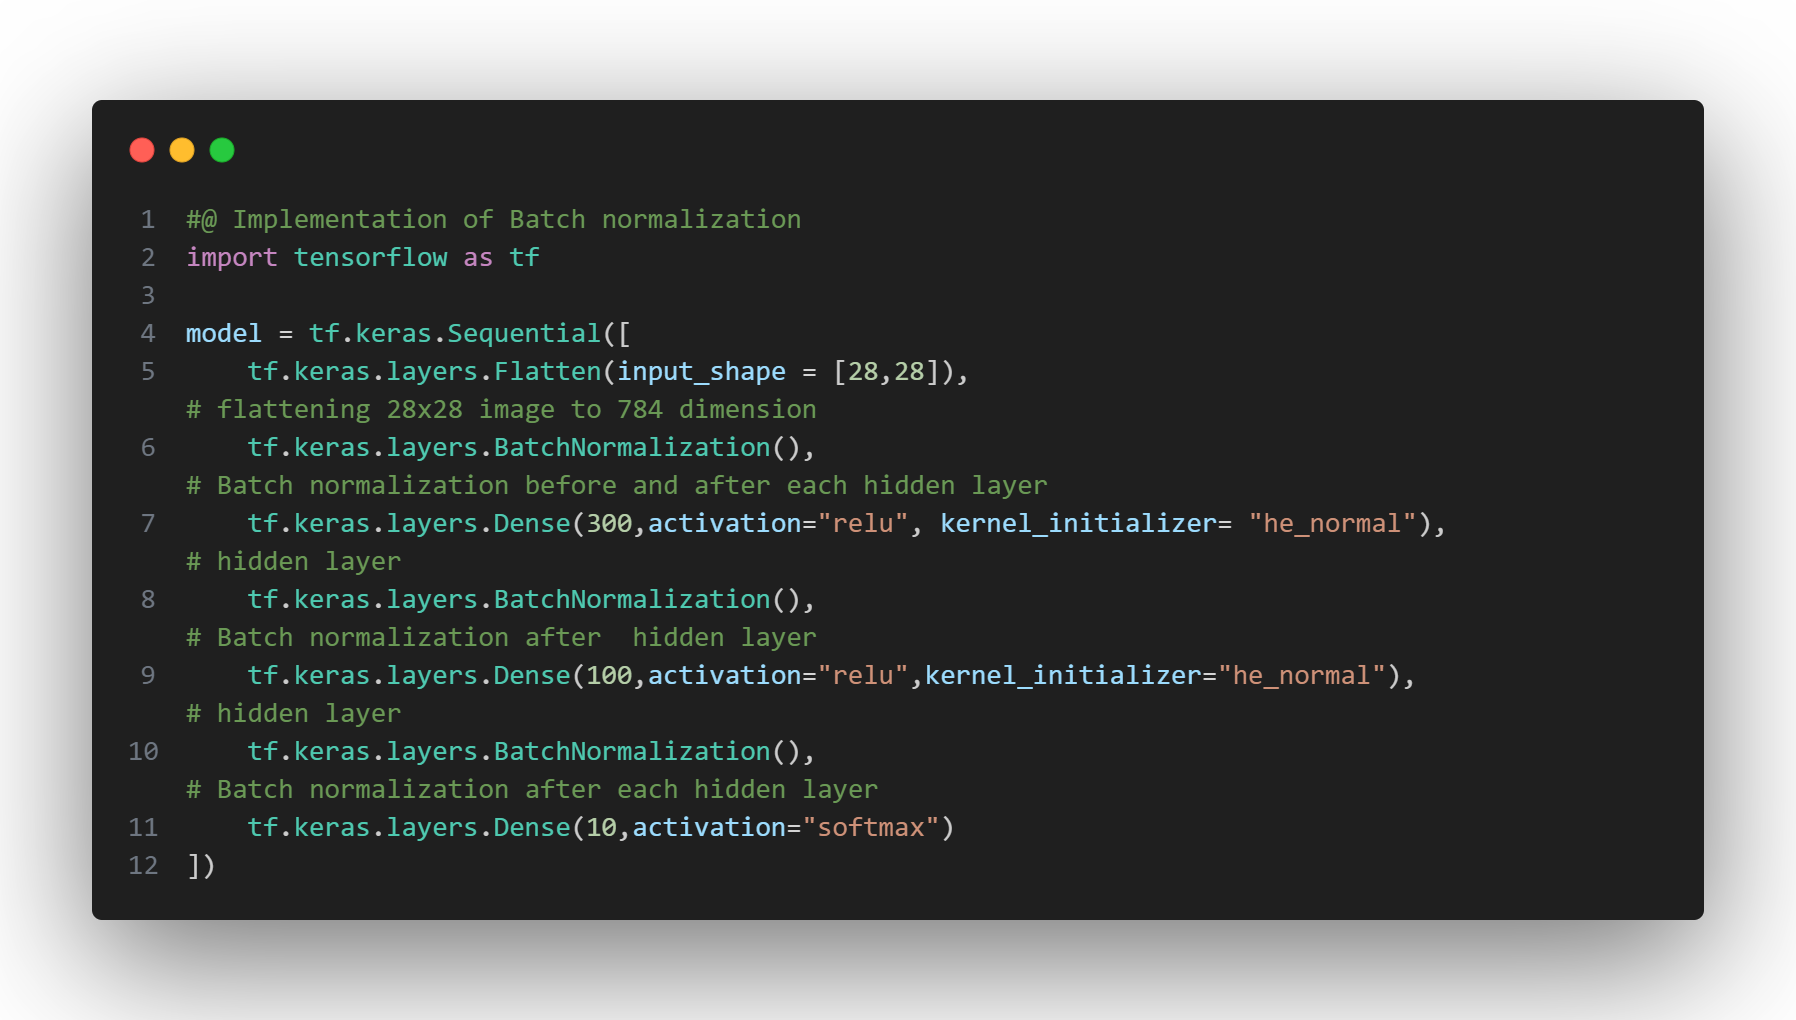 1 #@ Implementation of Batch normalization
2 import tensorflow as tf
3
4 model = tf.keras.Sequential([
5     tf.keras.layers.Flatten(input_shape = [28,28]),
# flattening 28x28 image to 784 dimension
6     tf.keras.layers.BatchNormalization(),
# Batch normalization before and after each hidden layer
7     tf.keras.layers.Dense(300,activation="relu", kernel_initializer= "he_normal"),
# hidden layer
8     tf.keras.layers.BatchNormalization(),
# Batch normalization after  hidden layer
9     tf.keras.layers.Dense(100,activation="relu",kernel_initializer="he_normal"),
# hidden layer
10     tf.keras.layers.BatchNormalization(),
# Batch normalization after each hidden layer
11     tf.keras.layers.Dense(10,activation="softmax")
12 ])